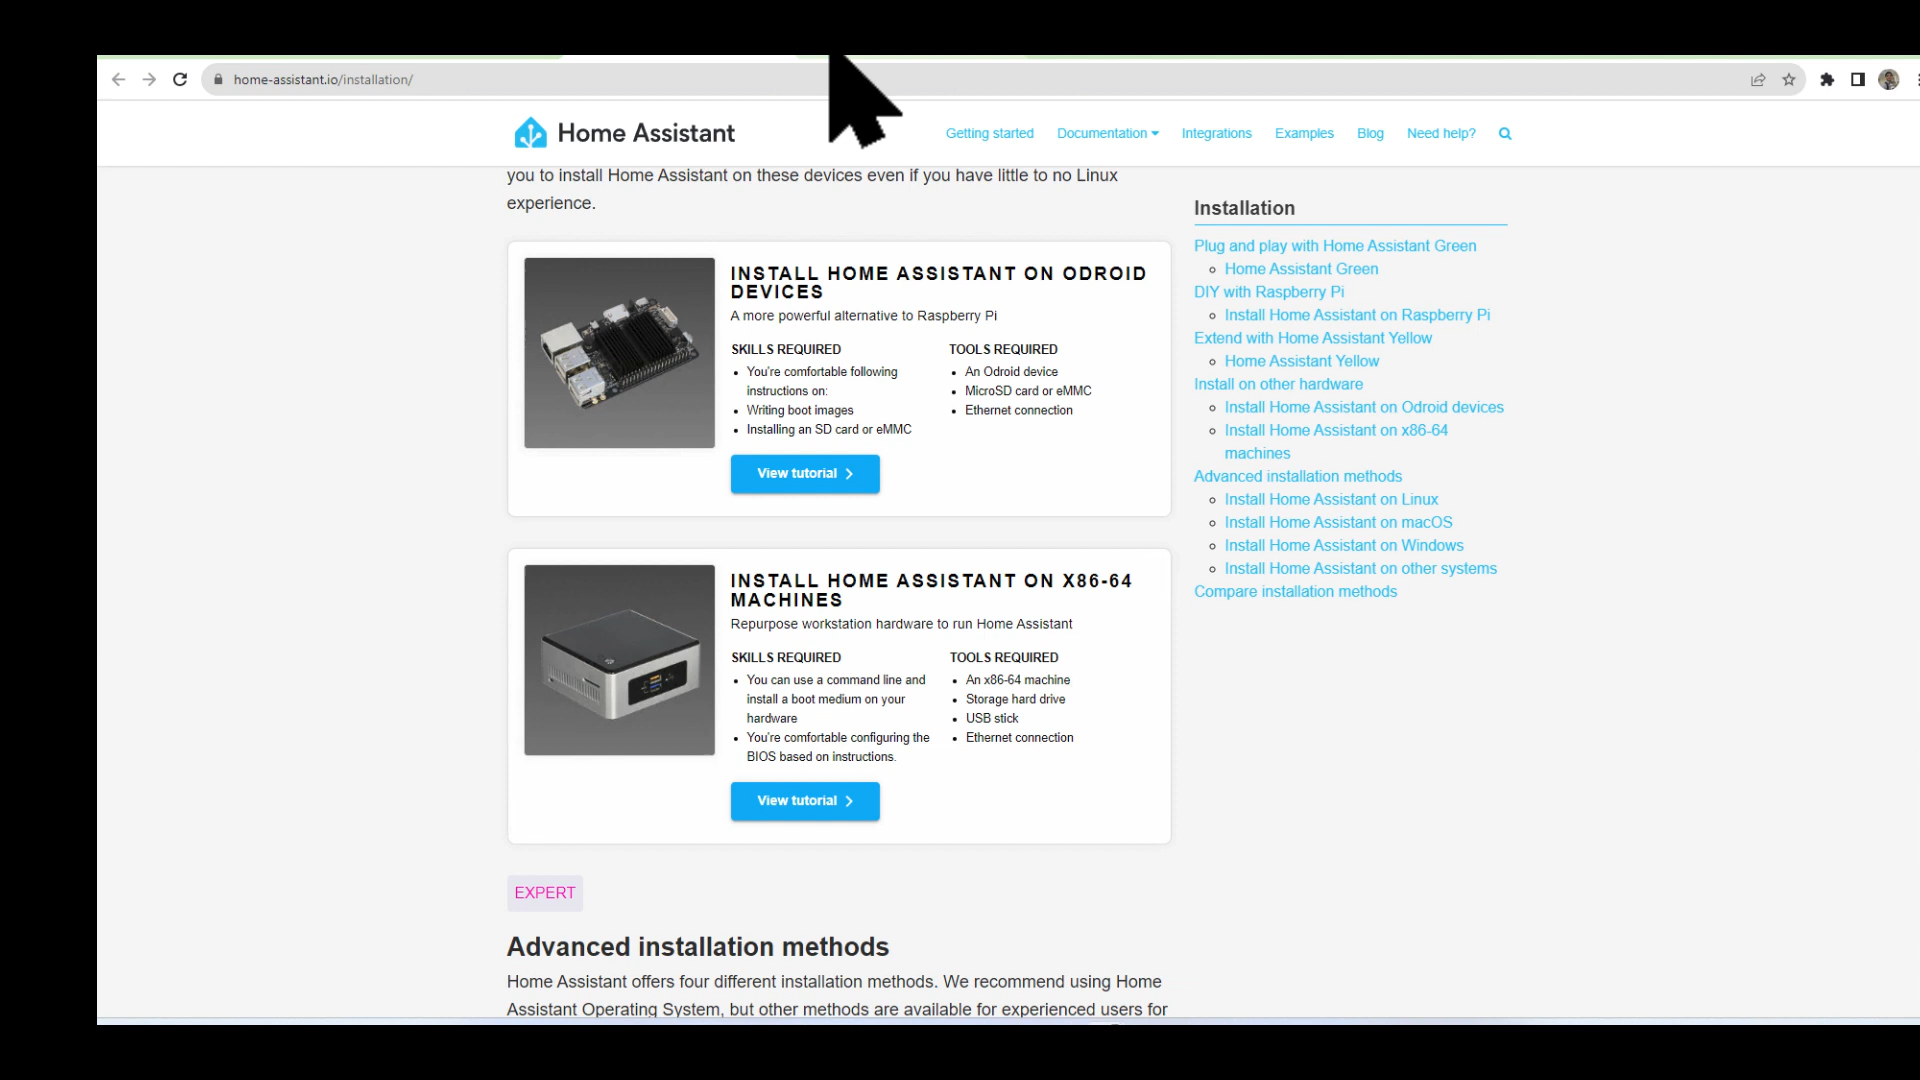 home-assistant.io/installation/
Home Assistant
Getting started
Documentation
Integrations
Examples
Blog
Need help?
you to install Home Assistant on these devices even if you have little to no Linux
experience.
INSTALL HOME ASSISTANT ON ODROID
DEVICES
A more powerful alternative to Raspberry Pi
SKILLS REQUIRED
You're comfortable following
instructions on:
Writing boot images
Installing an SD card or eMMC
TOOLS REQUIRED
An Odroid device
MicroSD card or eMMC
Ethernet connection
View tutorial
INSTALL HOME ASSISTANT ON X86-64
MACHINES
Repurpose workstation hardware to run Home Assistant
SKILLS REQUIRED
You can use a command line and
install a boot medium on your
hardware
You're comfortable configuring the
BIOS based on instructions.
TOOLS REQUIRED
An x86-64 machine
Storage hard drive
USB stick
Ethernet connection
View tutorial
EXPERT
Advanced installation methods
Home Assistant offers four different installation methods. We recommend using Home
Assistant Operating System, but other methods are available for experienced users for
Installation
Plug and play with Home Assistant Green
Home Assistant Green
DIY with Raspberry Pi
Install Home Assistant on Raspberry Pi
Extend with Home Assistant Yellow
Home Assistant Yellow
Install on other hardware
Install Home Assistant on Odroid devices
Install Home Assistant on x86-64
machines
Advanced installation methods
Install Home Assistant on Linux
Install Home Assistant on macOS
Install Home Assistant on Windows
Install Home Assistant on other systems
Compare installation methods